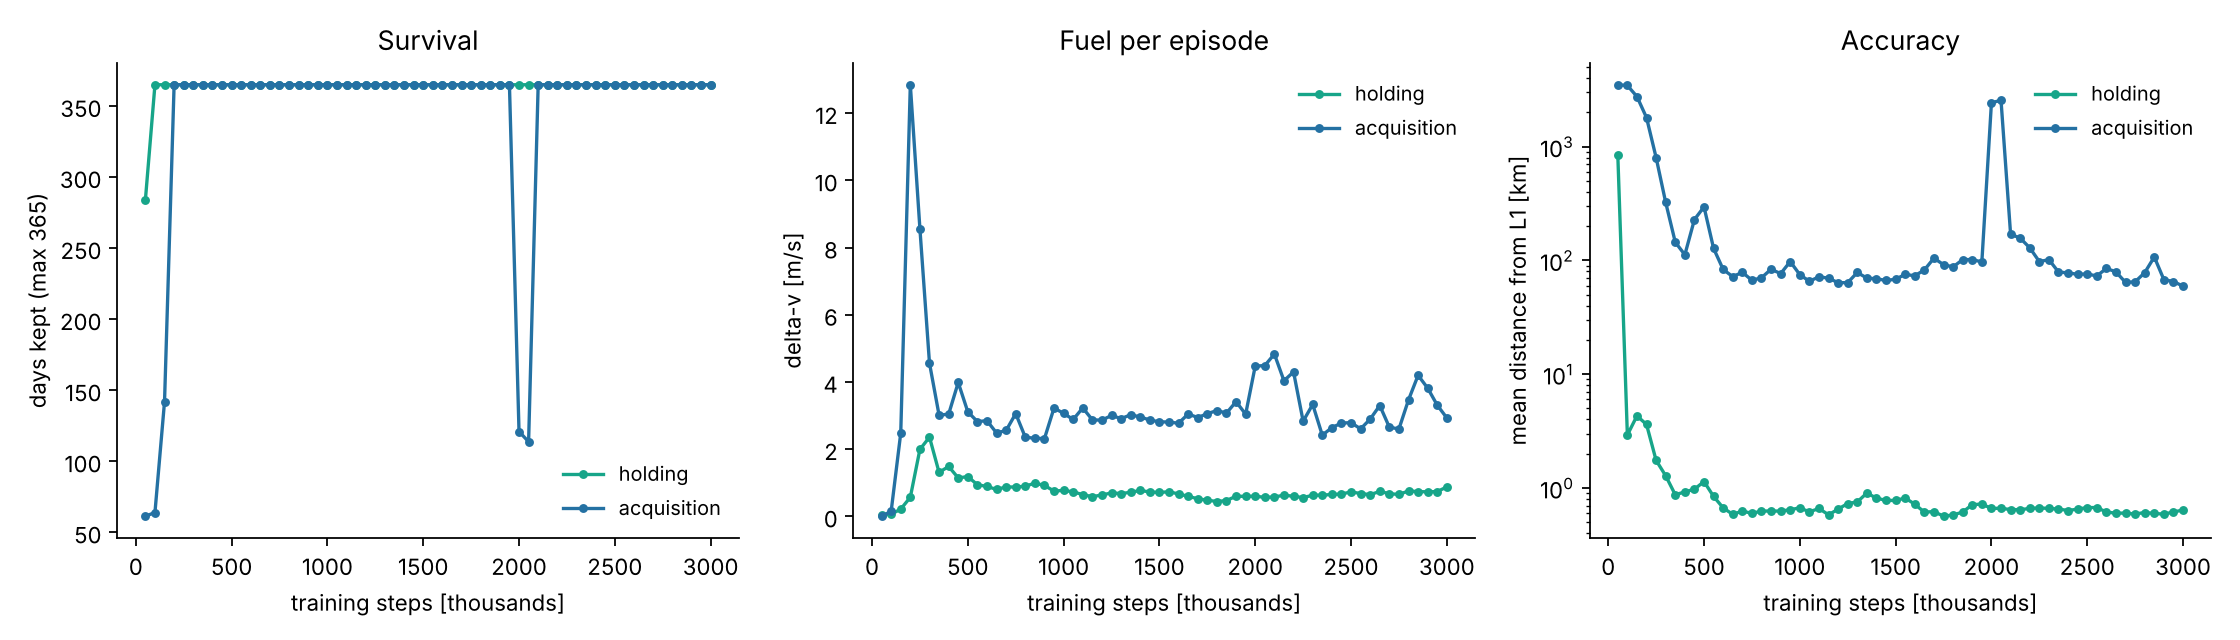 Survival
days kept (max 365)
350
300
250
200
150
100
50
holding
acquisition
0 500 1000 1500 2000 2500 3000
training steps [thousands]
Fuel per episode
delta-v [m/s]
12
10
8
6
4
2
0
holding
acquisition
0 500 1000 1500 2000 2500 3000
training steps [thousands]
Accuracy
mean distance from L1 [km]
10³
10²
10¹
10⁰
holding
acquisition
0 500 1000 1500 2000 2500 3000
training steps [thousands]